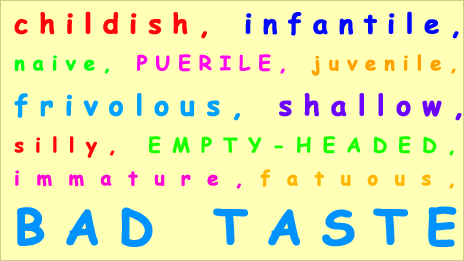 childish, infantile,
naive, PUERILE, juvenile,
frivolous, shallow,
silly, EMPTY-HEADED,
immature, fatuous,
BAD TASTE